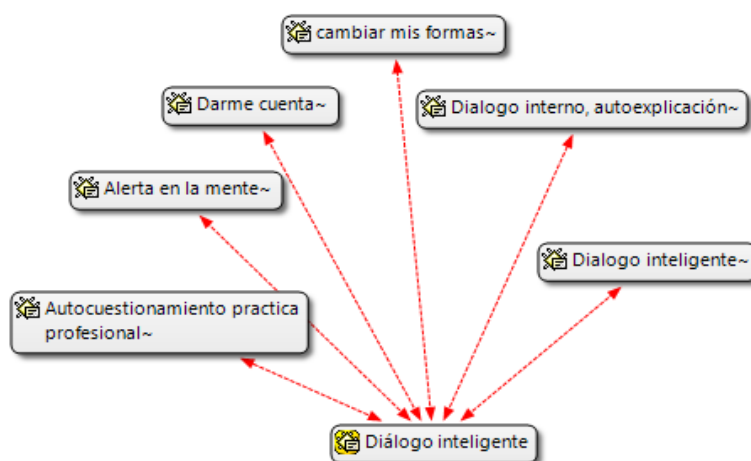 cambiar mis formas~
Darme cuenta~
Dialogo interno, autoexplicación~
Alerta en la mente~
Dialogo inteligente~
Autocuestionamiento practica
profesional~
Diálogo inteligente